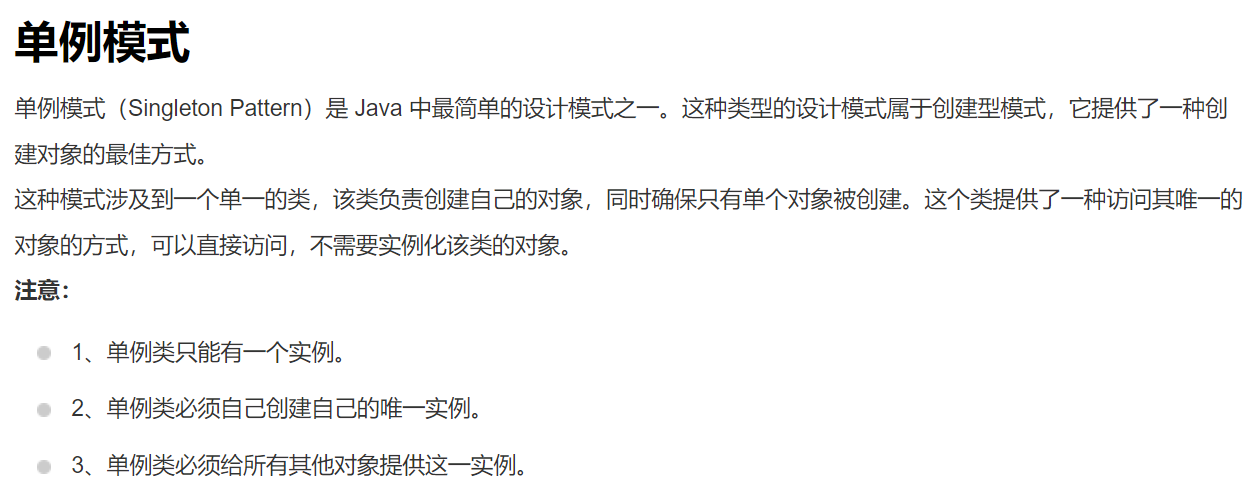 单例模式
单例模式（Singleton Pattern）是 Java 中最简单的设计模式之一。这种类型的设计模式属于创建型模式，它提供了一种创
建对象的最佳方式。
这种模式涉及到一个单一的类，该类负责创建自己的对象，同时确保只有单个对象被创建。这个类提供了一种访问其唯一的
对象的方式，可以直接访问，不需要实例化该类的对象。
注意：
1、单例类只能有一个实例。
2、单例类必须自己创建自己的唯一实例。
3、单例类必须给所有其他对象提供这一实例。